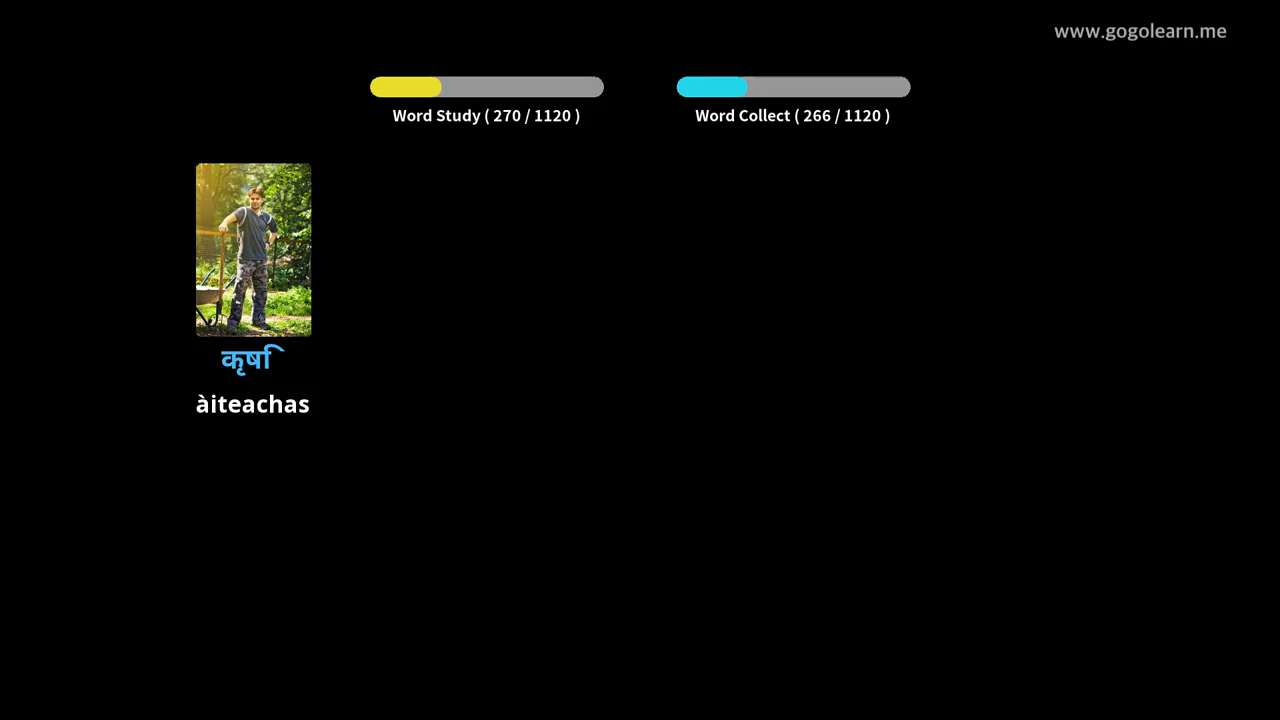 www.gogolearn.me
Word Study ( 270 / 1120 )
Word Collect ( 266 / 1120 )
कृषि
àiteachas